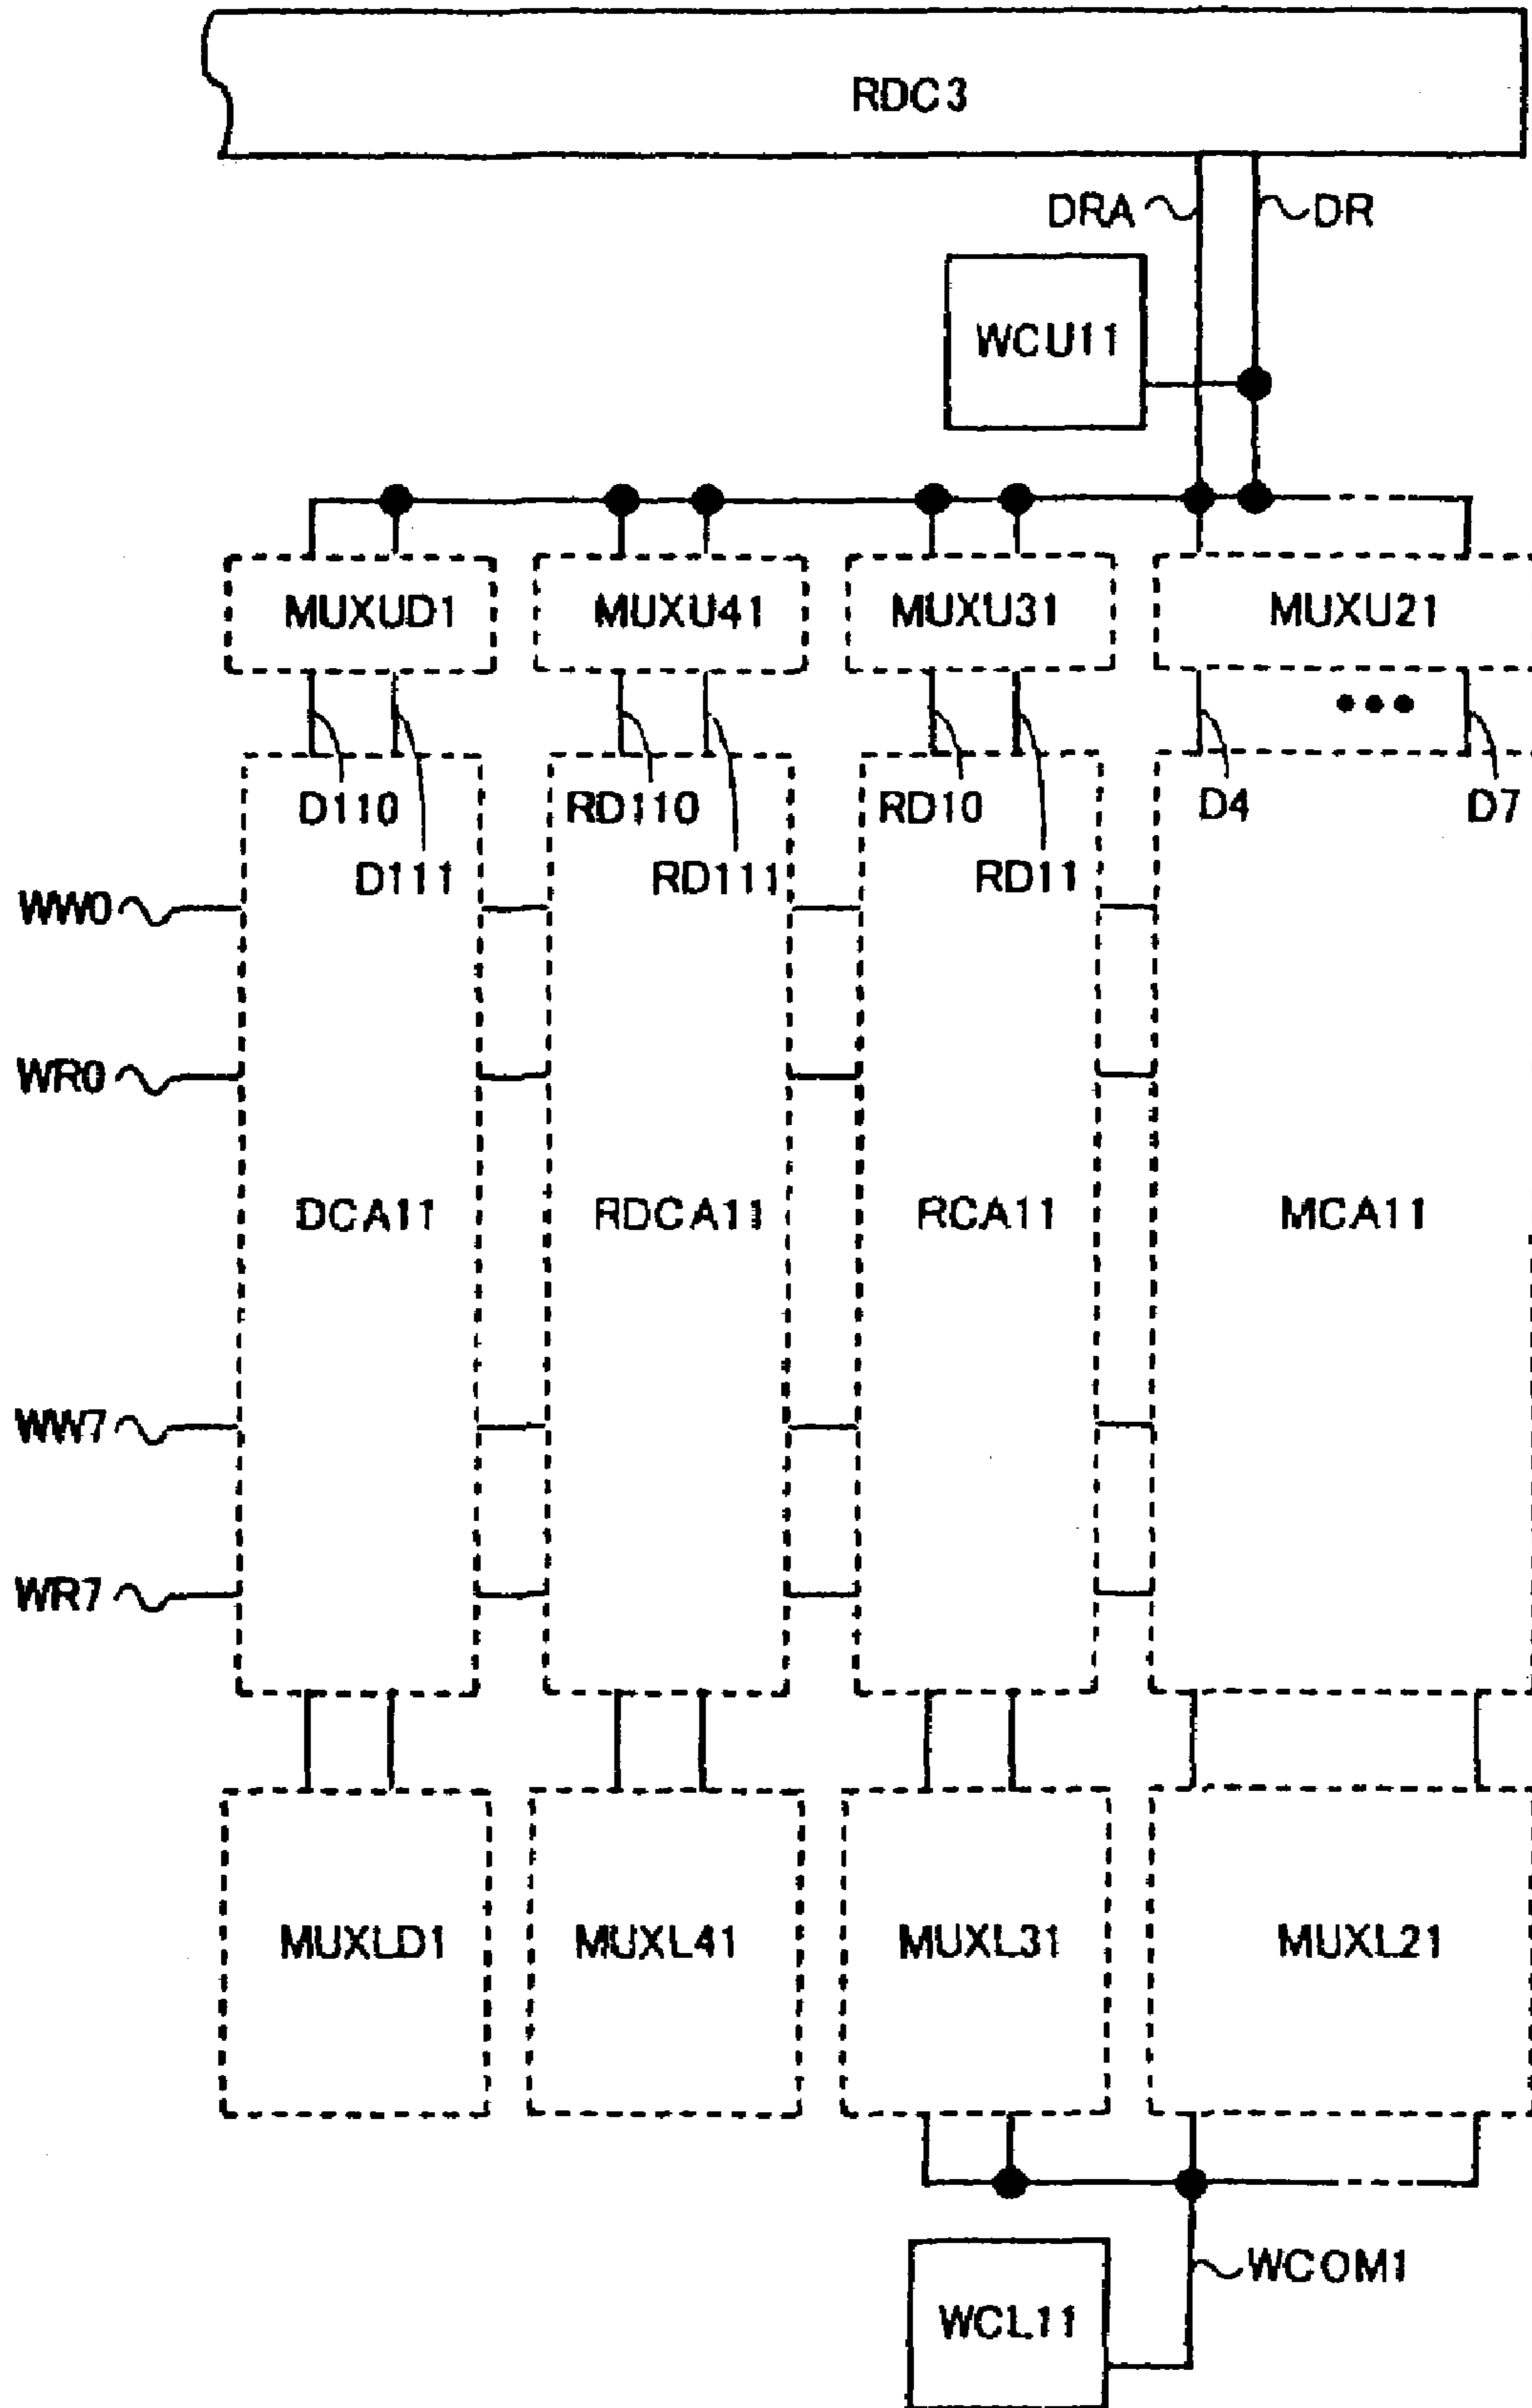 RDC3
DRA DR
WCU11
MUXUD1 MUXU41 MUXU31 MUXU21
•••
D110 RD110 RD10 D4 D7
D111 RD111 RD11
WW0
WR0
DCA11 RDCA11 RCA11 MCA11
WW7
WR7
MUXLD1 MUXL41 MUXL31 MUXL21
WCOM1
WCL11